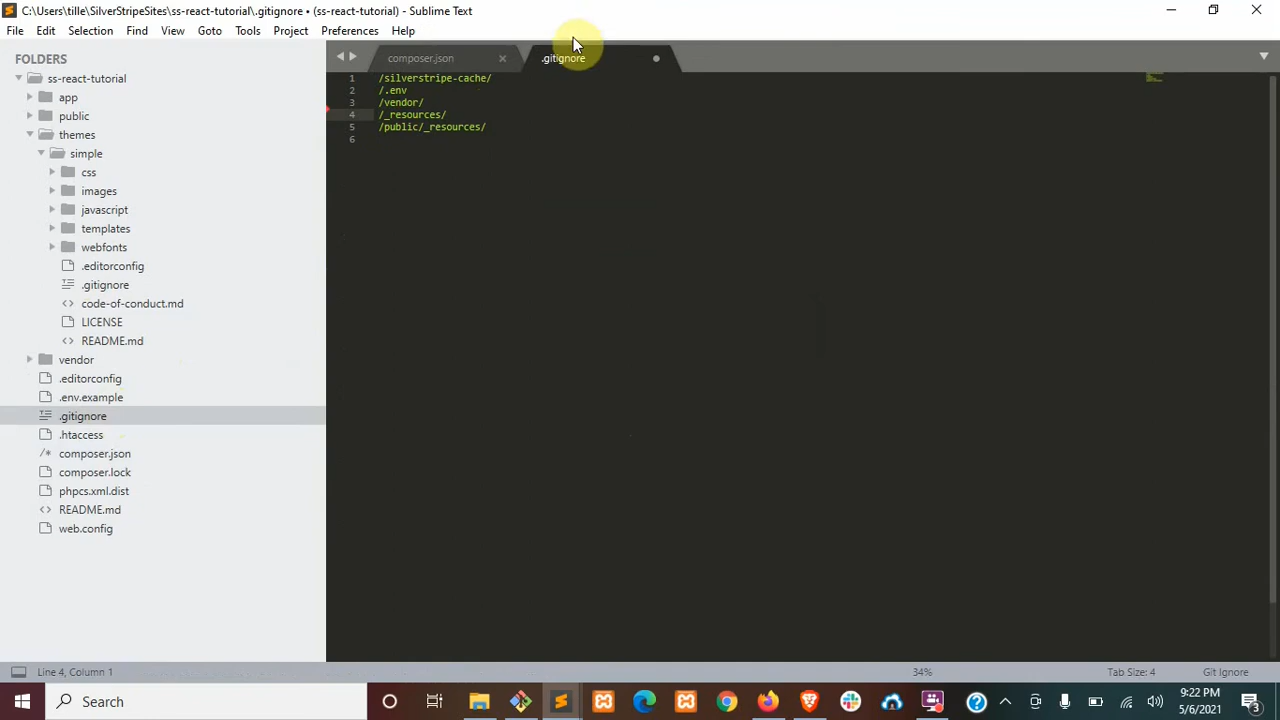 C:\Users\tille\SilverStripeSites\ss-react-tutorial\.gitignore • (ss-react-tutorial) - Sublime Text
File Edit Selection Find View Goto Tools Project Preferences Help
FOLDERS
ss-react-tutorial
app
public
themes
simple
css
images
javascript
templates
webfonts
.editorconfig
.gitignore
code-of-conduct.md
LICENSE
README.md
vendor
.editorconfig
.env.example
.gitignore
.htaccess
composer.json
composer.lock
phpcs.xml.dist
README.md
web.config
composer.json .gitignore
1 /silverstripe-cache/
2 /.env
3 /vendor/
4 /_resources/
5 /public/_resources/
6
Line 4, Column 1 34% Tab Size: 4 Git Ignore
Search
9:22 PM
5/6/2021
3